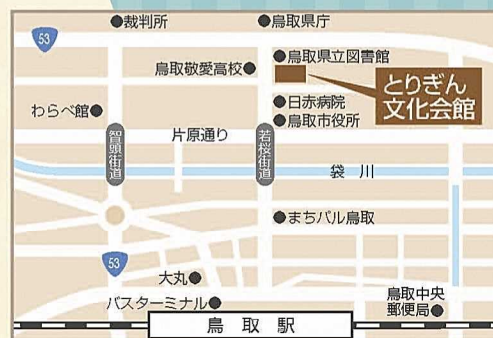 裁判所
鳥取県庁
53
鳥取県立図書館
鳥取敬愛高校
とりぎん
文化会館
日赤病院
わらべ館
鳥取市役所
智頭街道
片原通り
若桜街道
袋川
まちパル鳥取
53
大丸
バスターミナル
鳥取中央
郵便局
鳥取駅